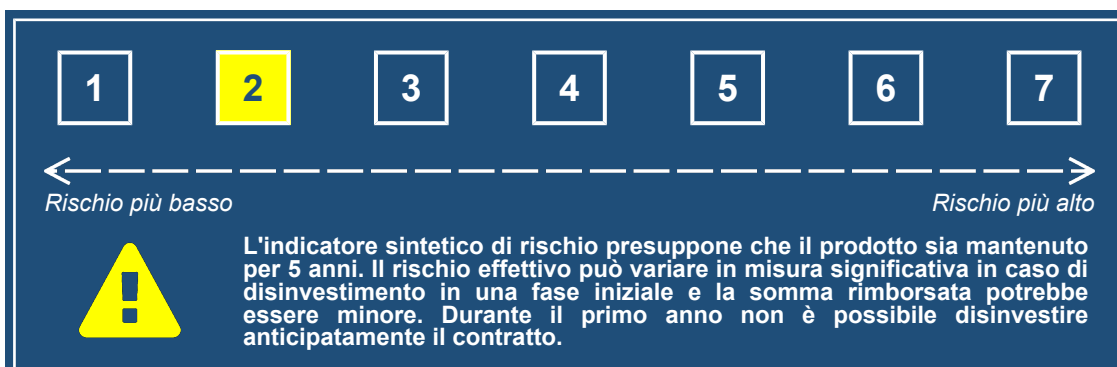 1 2 3 4 5 6 7
Rischio più basso Rischio più alto
L'indicatore sintetico di rischio presuppone che il prodotto sia mantenuto
per 5 anni. Il rischio effettivo può variare in misura significativa in caso di
disinvestimento in una fase iniziale e la somma rimborsata potrebbe
essere minore. Durante il primo anno non è possibile disinvestire
anticipatamente il contratto.